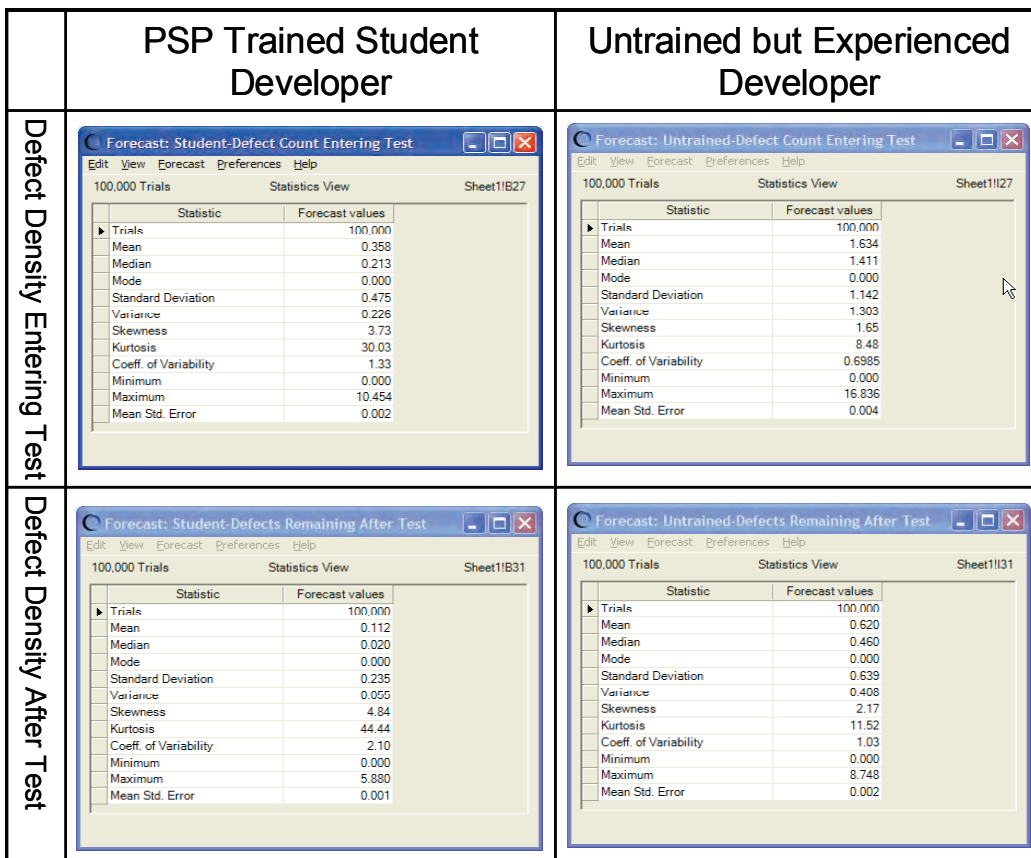 PSP Trained Student
Developer
Untrained but Experienced
Developer
Defect Density Entering Test
Forecast: Student-Defect Count Entering Test
Edit View Forecast Preferences Help
100,000 Trials Statistics View Sheet1!B27
Statistic Forecast values
Trials 100,000
Mean 0.358
Median 0.213
Mode 0.000
Standard Deviation 0.475
Variance 0.226
Skewness 3.73
Kurtosis 30.03
Coeff. of Variability 1.33
Minimum 0.000
Maximum 10.454
Mean Std. Error 0.002
Forecast: Untrained-Defect Count Entering Test
Edit View Forecast Preferences Help
100,000 Trials Statistics View Sheet1!I27
Statistic Forecast values
Trials 100,000
Mean 1.634
Median 1.411
Mode 0.000
Standard Deviation 1.142
Variance 1.303
Skewness 1.65
Kurtosis 8.48
Coeff. of Variability 0.6985
Minimum 0.000
Maximum 16.836
Mean Std. Error 0.004
Defect Density After Test
Forecast: Student-Defects Remaining After Test
Edit View Forecast Preferences Help
100,000 Trials Statistics View Sheet1!B31
Statistic Forecast values
Trials 100,000
Mean 0.112
Median 0.020
Mode 0.000
Standard Deviation 0.235
Variance 0.055
Skewness 4.84
Kurtosis 44.44
Coeff. of Variability 2.10
Minimum 0.000
Maximum 5.880
Mean Std. Error 0.001
Forecast: Untrained-Defects Remaining After Test
Edit View Forecast Preferences Help
100,000 Trials Statistics View Sheet1!I31
Statistic Forecast values
Trials 100,000
Mean 0.620
Median 0.460
Mode 0.000
Standard Deviation 0.639
Variance 0.408
Skewness 2.17
Kurtosis 11.52
Coeff. of Variability 1.03
Minimum 0.000
Maximum 8.748
Mean Std. Error 0.002